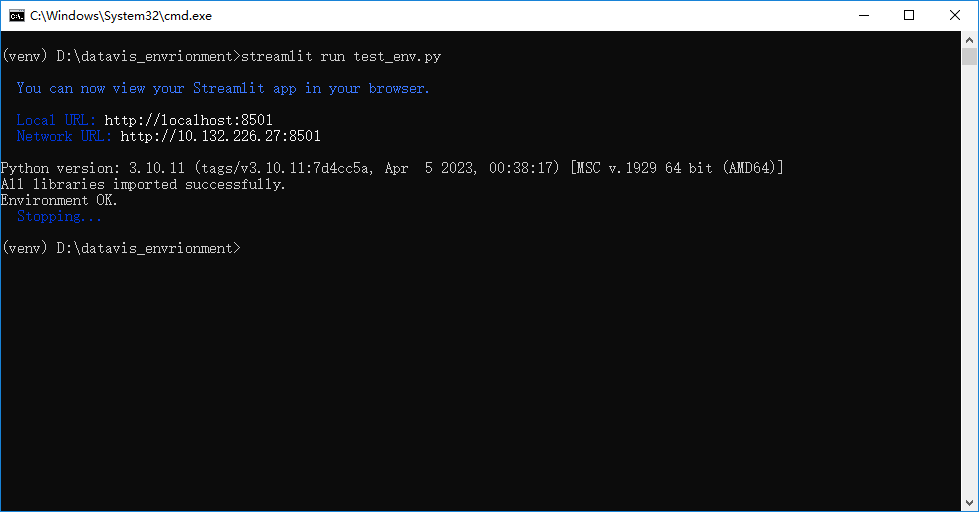 C:\Windows\System32\cmd.exe
(venv) D:\datavis_envrionment>streamlit run test_env.py
You can now view your Streamlit app in your browser.
Local URL: http://localhost:8501
Network URL: http://10.132.226.27:8501
Python version: 3.10.11 (tags/v3.10.11:7d4cc5a, Apr  5 2023, 00:38:17) [MSC v.1929 64 bit (AMD64)]
All libraries imported successfully.
Environment OK.
Stopping...
(venv) D:\datavis_envrionment>